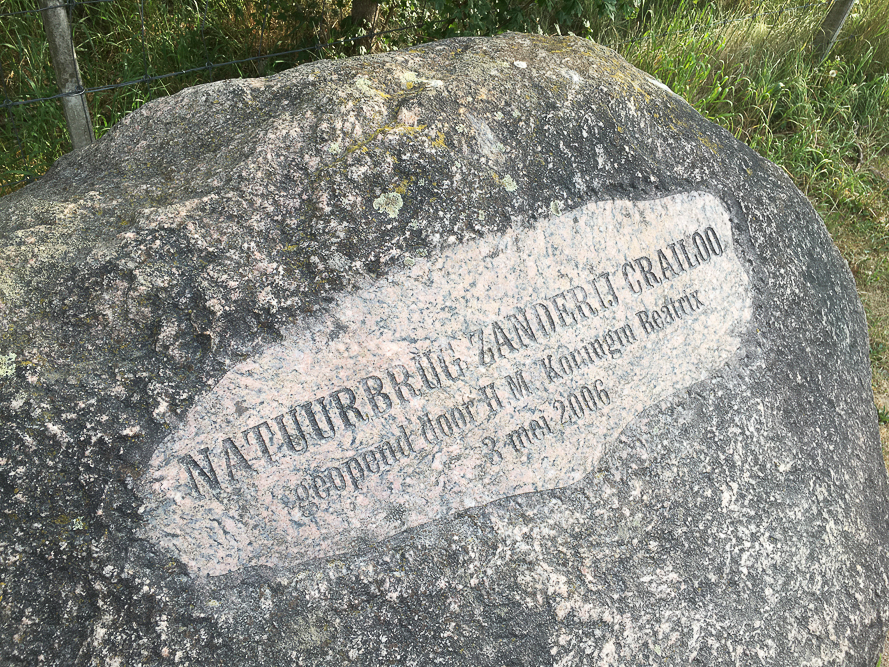 NATUURBRUG ZANDERIJ CRAILOO
geopend door H.M. Koningin Beatrix
3 mei 2006